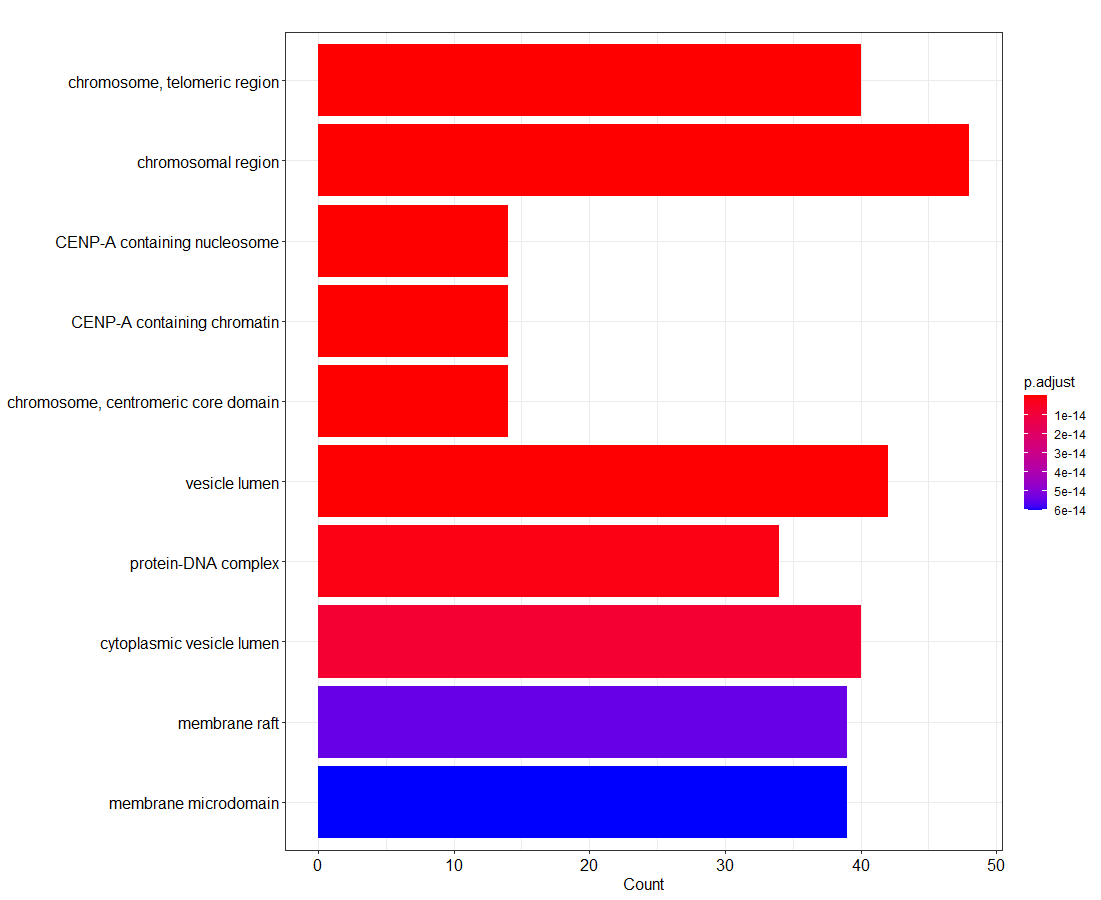 chromosome, telomeric region
chromosomal region
CENP-A containing nucleosome
CENP-A containing chromatin
chromosome, centromeric core domain
vesicle lumen
protein-DNA complex
cytoplasmic vesicle lumen
membrane raft
membrane microdomain
0 10 20 30 40 50
Count
p.adjust
1e-14
2e-14
3e-14
4e-14
5e-14
6e-14